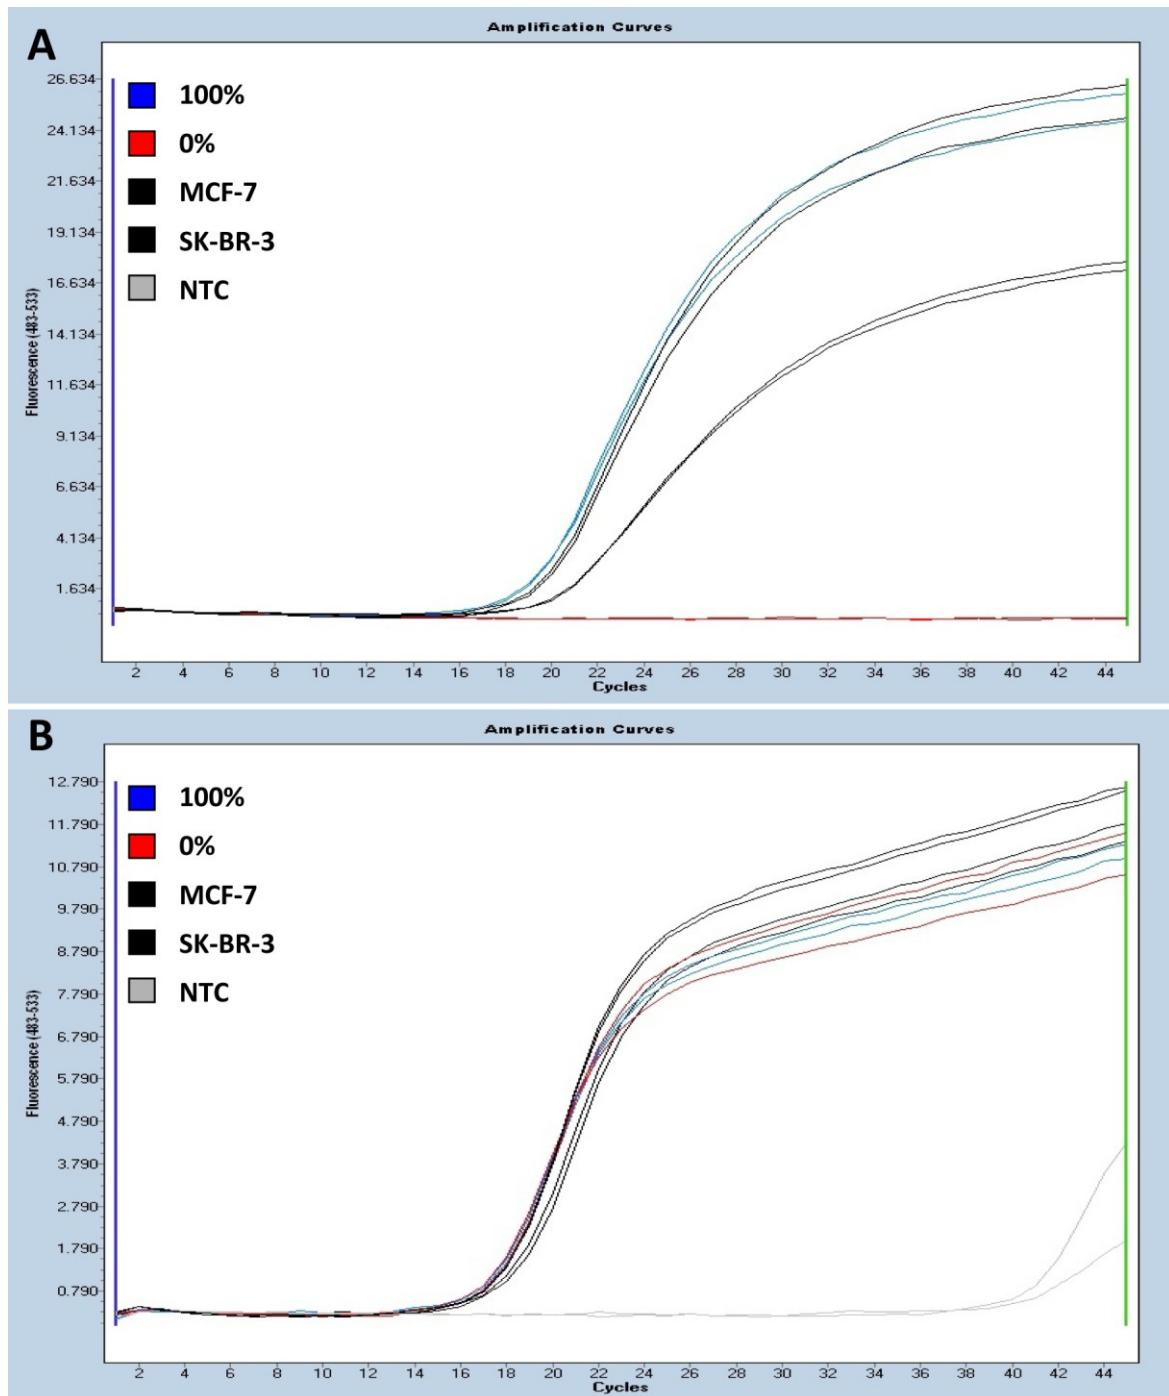 A
Amplification Curves
100%
0%
MCF-7
SK-BR-3
NTC
26.634
24.134
21.634
19.134
16.634
14.134
11.634
9.134
6.634
4.134
1.634
Fluorescence (483-533)
2 4 6 8 10 12 14 16 18 20 22 24 26 28 30 32 34 36 38 40 42 44
Cycles
B
Amplification Curves
100%
0%
MCF-7
SK-BR-3
NTC
12.790
11.790
10.790
9.790
8.790
7.790
6.790
5.790
4.790
3.790
2.790
1.790
0.790
Fluorescence (483-533)
2 4 6 8 10 12 14 16 18 20 22 24 26 28 30 32 34 36 38 40 42 44
Cycles